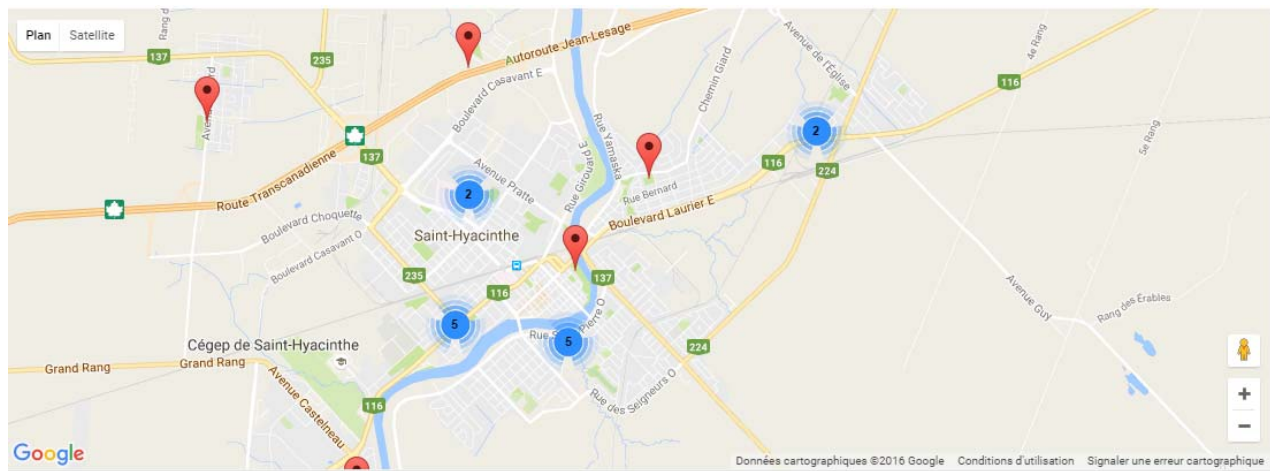 Plan
Satellite
Rang d
137
235
Autoroute Jean-Lesage
Avenue de l'Église
4e Rang
116
Boulevard Casavant E
Chemin Giard
Rue Yamaska
2
137
116
224
5e Rang
Avenue Pratte
2
Rue Girouard E
Rue Bernard
Route Transcanadienne
Boulevard Laurier E
Boulevard Choquette
Saint-Hyacinthe
Boulevard Casavant O
235
116
137
Avenue Guy
Rang des Érables
5
5
Cégep de Saint-Hyacinthe
224
Grand Rang
Grand Rang
Rue des Seigneurs O
Avenue Castelneau
116
Google
Données cartographiques ©2016 Google
Conditions d'utilisation
Signaler une erreur cartographique